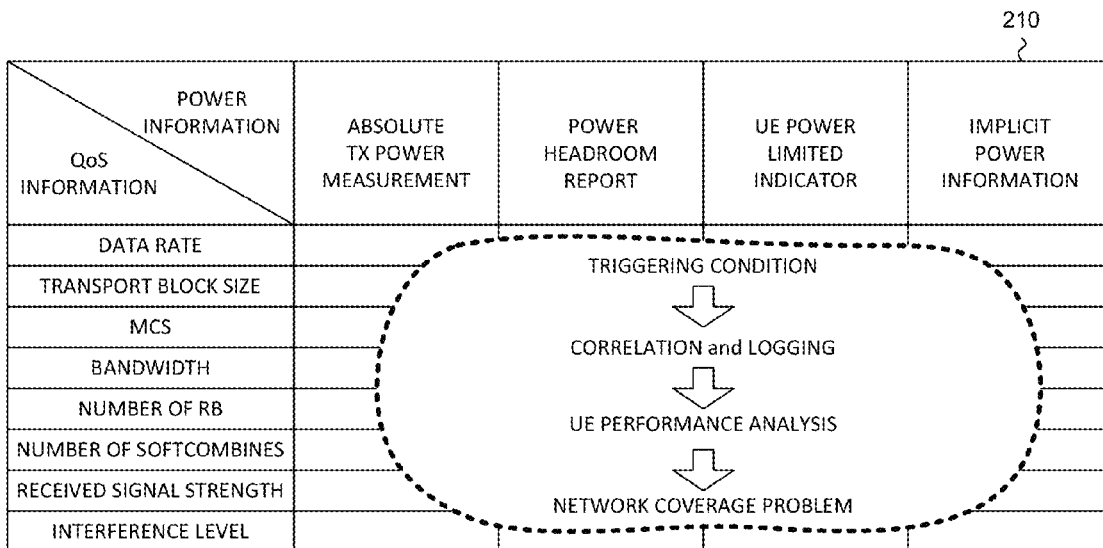 210
POWER
INFORMATION
QoS
INFORMATION
ABSOLUTE
TX POWER
MEASUREMENT
POWER
HEADROOM
REPORT
UE POWER
LIMITED
INDICATOR
IMPLICIT
POWER
INFORMATION
DATA RATE
TRANSPORT BLOCK SIZE
MCS
BANDWIDTH
NUMBER OF RB
NUMBER OF SOFTCOMBINES
RECEIVED SIGNAL STRENGTH
INTERFERENCE LEVEL
TRIGGERING CONDITION
CORRELATION and LOGGING
UE PERFORMANCE ANALYSIS
NETWORK COVERAGE PROBLEM